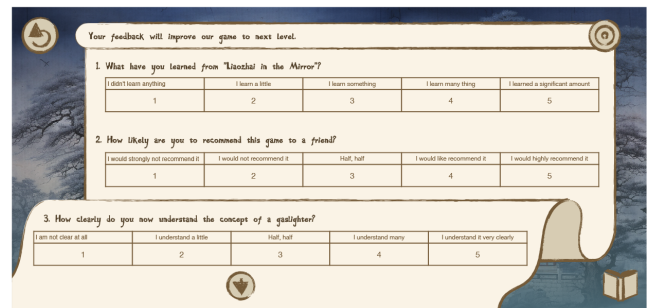 Your feedback will improve our game to next level.
1. What have you learned from "Liaozhai in the Mirror"?
I didn't learn anything I learn a little I learn something I learn many thing I learned a significant amount
1 2 3 4 5
2. How likely are you to recommend this game to a friend?
I would strongly not recommend it I would not recommend it Half, half I would like recommend it I would highly recommend it
1 2 3 4 5
3. How clearly do you now understand the concept of a gaslighter?
I am not clear at all I understand a little Half, half I understand many I understand it very clearly
1 2 3 4 5